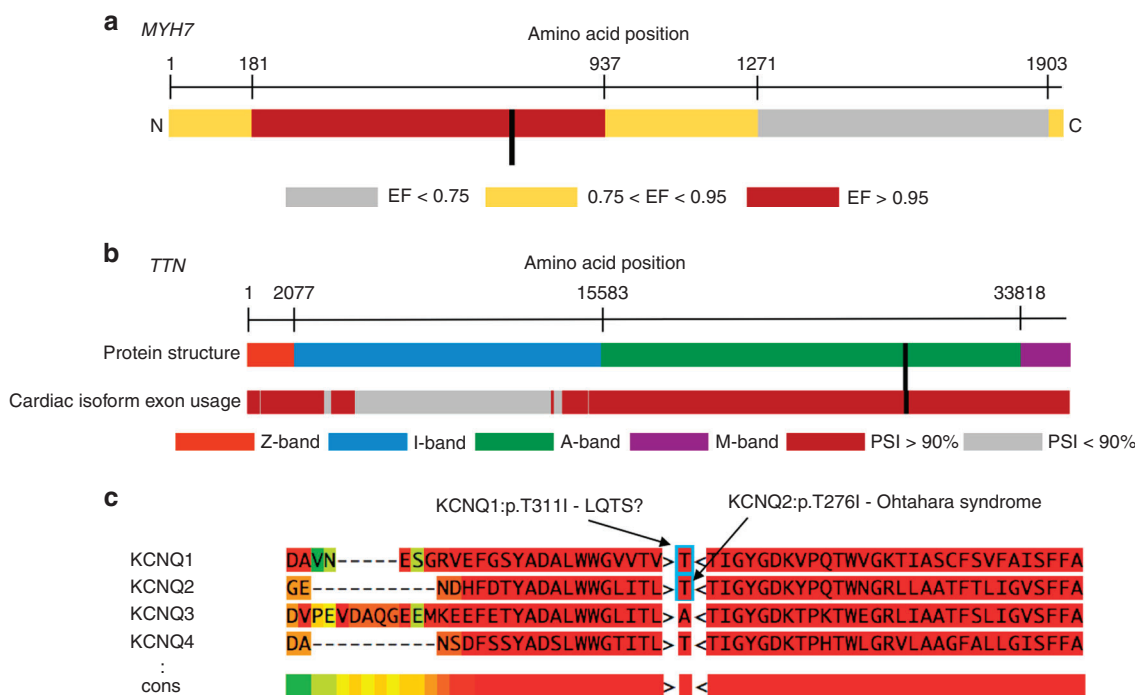 a
MYH7
Amino acid position
1 181 937 1271 1903
N C
EF < 0.75 0.75 < EF < 0.95 EF > 0.95
b
TTN
Amino acid position
1 2077 15583 33818
Protein structure
Cardiac isoform exon usage
Z-band I-band A-band M-band PSI > 90% PSI < 90%
c
KCNQ1:p.T311I - LQTS? KCNQ2:p.T276I - Ohtahara syndrome
KCNQ1 DAVN-----ESGRVEFGSYADALWWGVVTV>T<TIGYGDKVPQTWVGKTIASCFSVFAISFFA
KCNQ2 GE----------NDHFDTYADALWWGLITL>T<TIGYGDKYPQTWNGRLLAATFTLIGVSFFA
KCNQ3 DVPEVDAQGEEMKEEFETYADALWWGLITL>A<TIGYGDKTPKTWEGRLIAATFSLIGVSFFA
KCNQ4 DA----------NSDFSSYADSLWWGTITL>T<TIGYGDKTPHTWLGRVLAAGFALLGISFFA
:
cons > <